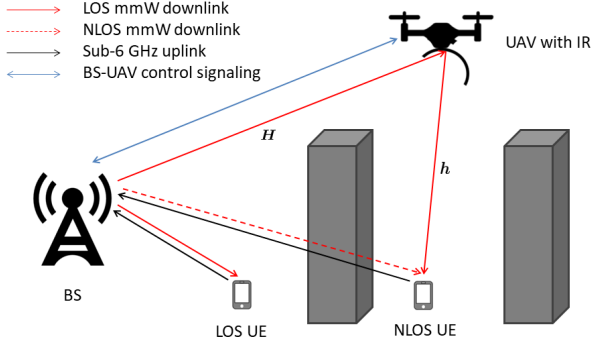 LOS mmW downlink
NLOS mmW downlink
Sub-6 GHz uplink
BS-UAV control signaling
UAV with IR
H
h
BS
LOS UE
NLOS UE